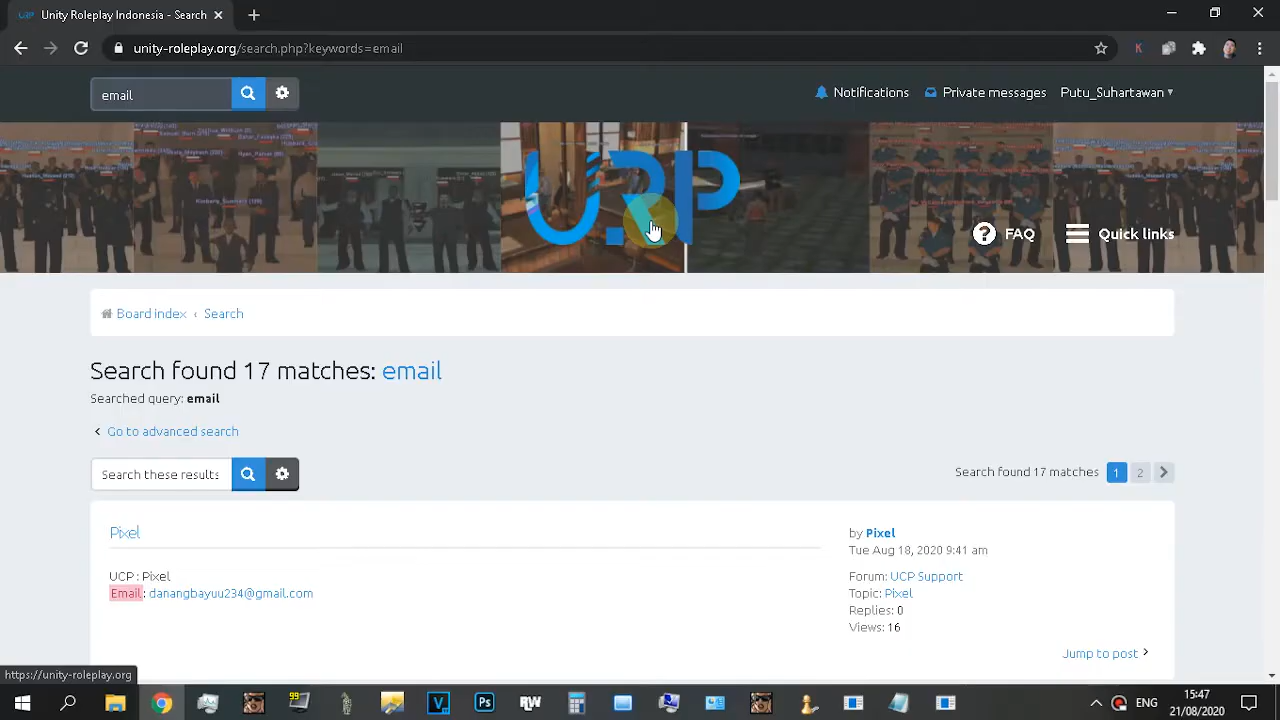 Unity Roleplay Indonesia - Search
unity-roleplay.org/search.php?keywords=email
K
email
Notifications
Private messages
Putu_Suhartawan
URP
FAQ
Quick links
Board index ‹ Search
Search found 17 matches: email
Searched query: email
Go to advanced search
Search these results
Search found 17 matches
1
2
Pixel
by Pixel
Tue Aug 18, 2020 9:41 am
UCP : Pixel
Email : danangbayuu234@gmail.com
Forum: UCP Support
Topic: Pixel
Replies: 0
Views: 16
Jump to post
https://unity-roleplay.org
99
V
Ps
RW
ENG
15:47
21/08/2020